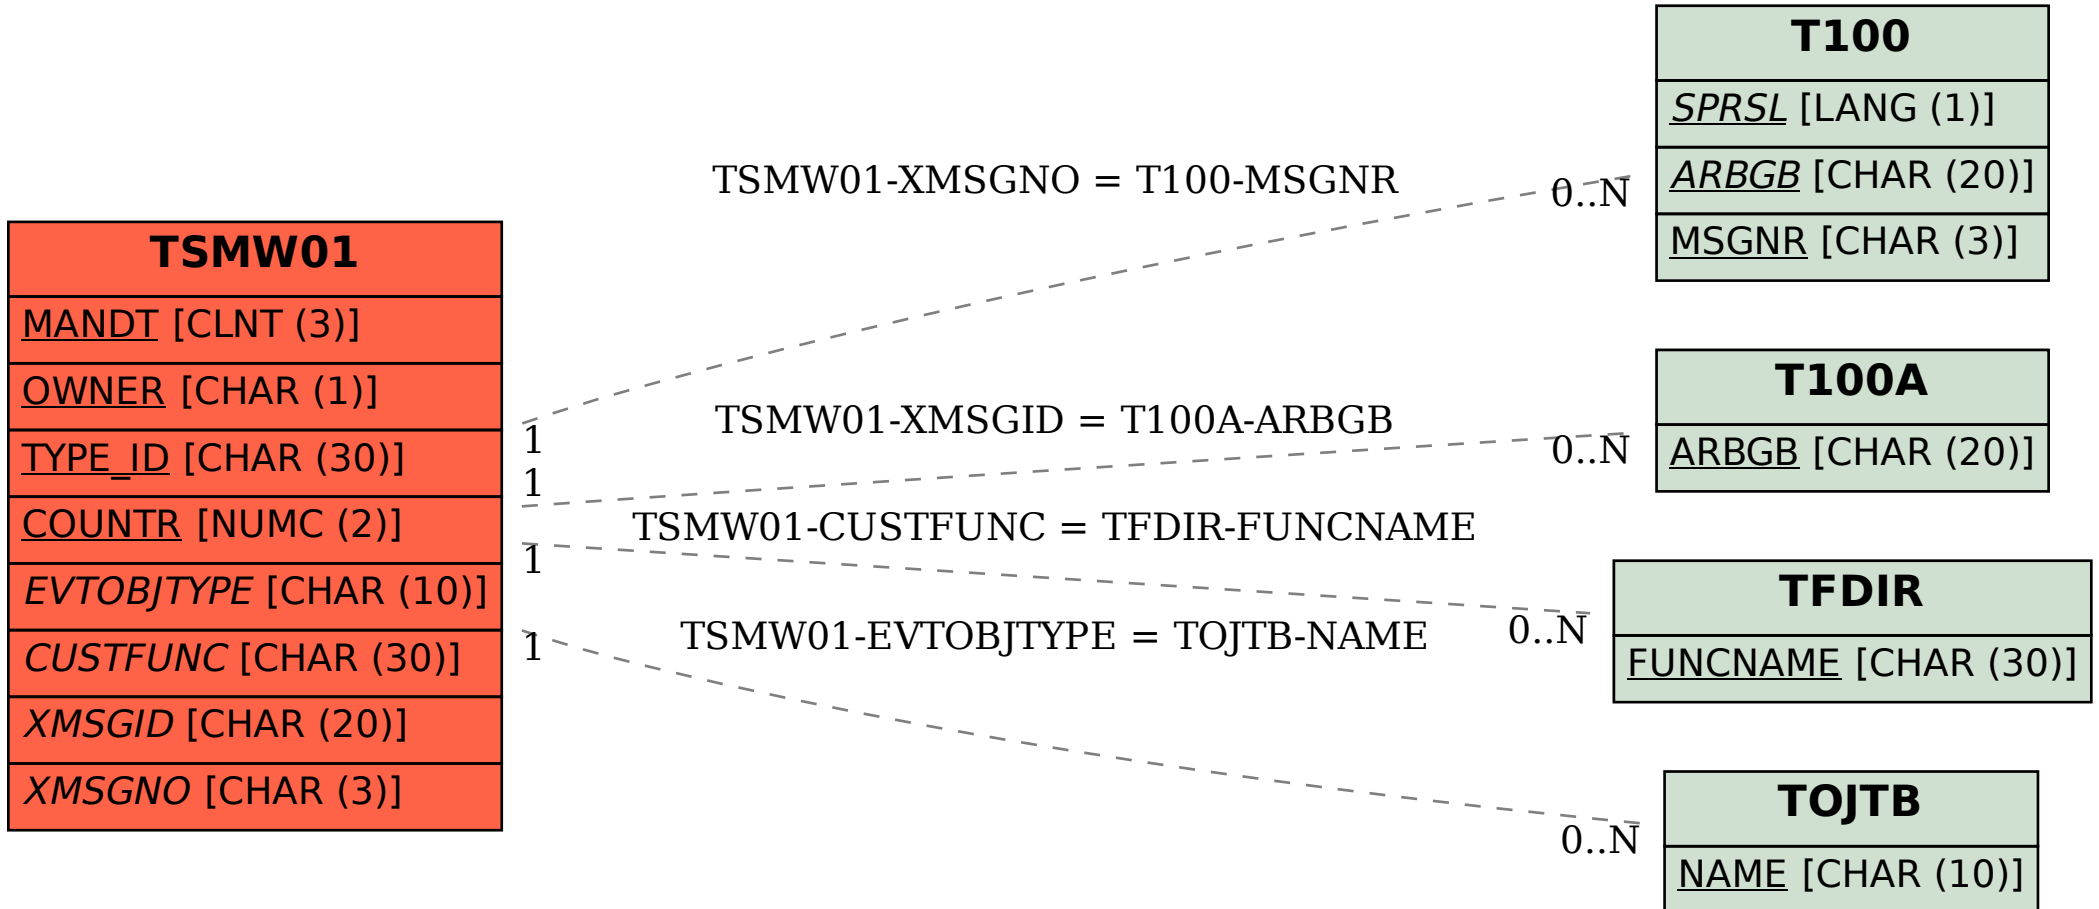 TSMW01
MANDT [CLNT (3)]
OWNER [CHAR (1)]
TYPE_ID [CHAR (30)]
COUNTR [NUMC (2)]
EVTOBJTYPE [CHAR (10)]
CUSTFUNC [CHAR (30)]
XMSGID [CHAR (20)]
XMSGNO [CHAR (3)]
TSMW01-XMSGNO = T100-MSGNR
1
0..N
TSMW01-XMSGID = T100A-ARBGB
1
0..N
TSMW01-CUSTFUNC = TFDIR-FUNCNAME
1
0..N
TSMW01-EVTOBJTYPE = TOJTB-NAME
1
0..N
T100
SPRSL [LANG (1)]
ARBGB [CHAR (20)]
MSGNR [CHAR (3)]
T100A
ARBGB [CHAR (20)]
TFDIR
FUNCNAME [CHAR (30)]
TOJTB
NAME [CHAR (10)]